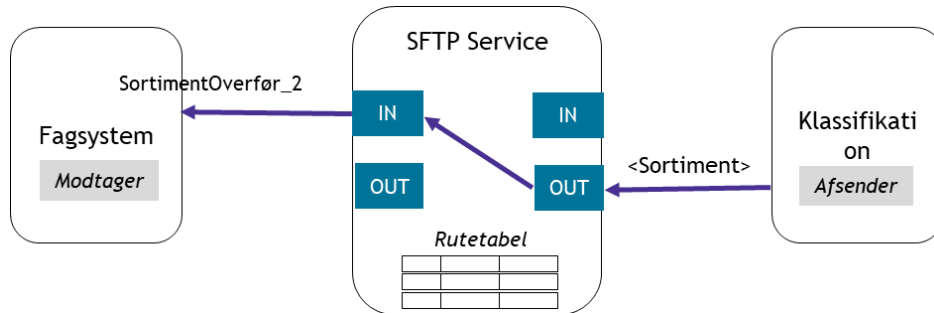 SFTP Service
SortimentOverfør_2
IN
IN
Fagsystem
Modtager
OUT
OUT
<Sortiment>
Klassifikati
on
Afsender
Rutetabel